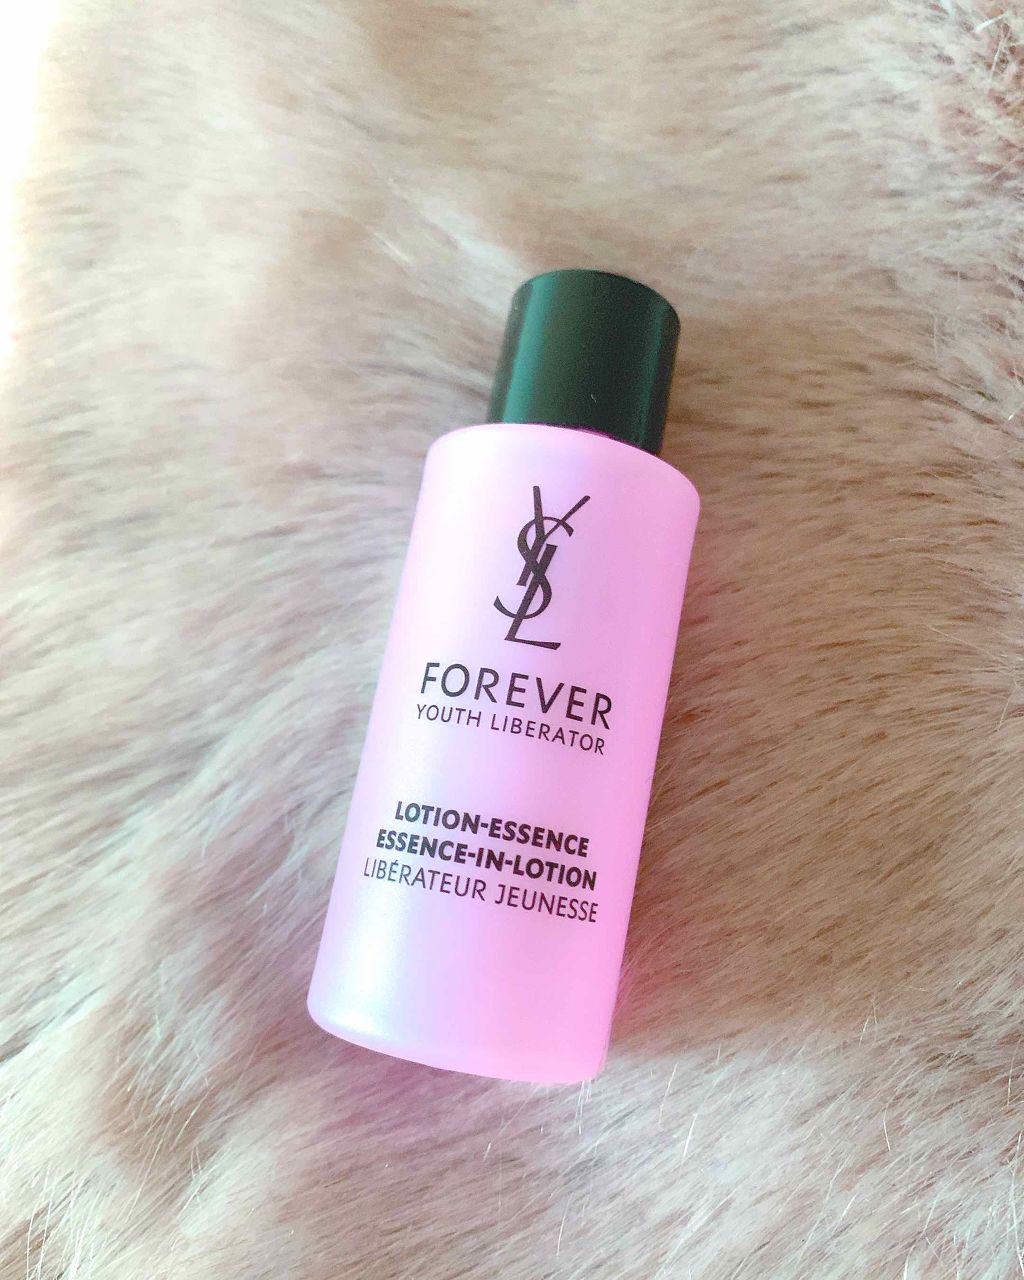 YSL
FOREVER
YOUTH LIBERATOR
LOTION-ESSENCE
ESSENCE-IN-LOTION
LIBÉRATEUR JEUNESSE